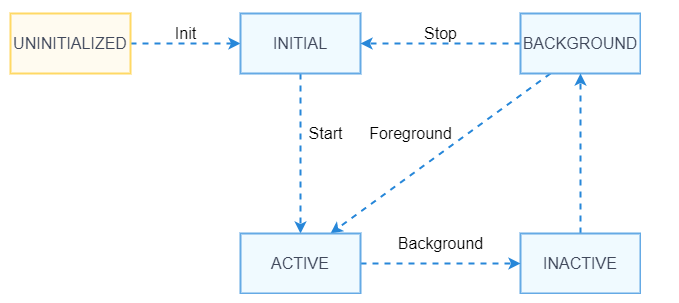 UNINITIALIZED
Init
INITIAL
Stop
BACKGROUND
Start
Foreground
ACTIVE
Background
INACTIVE